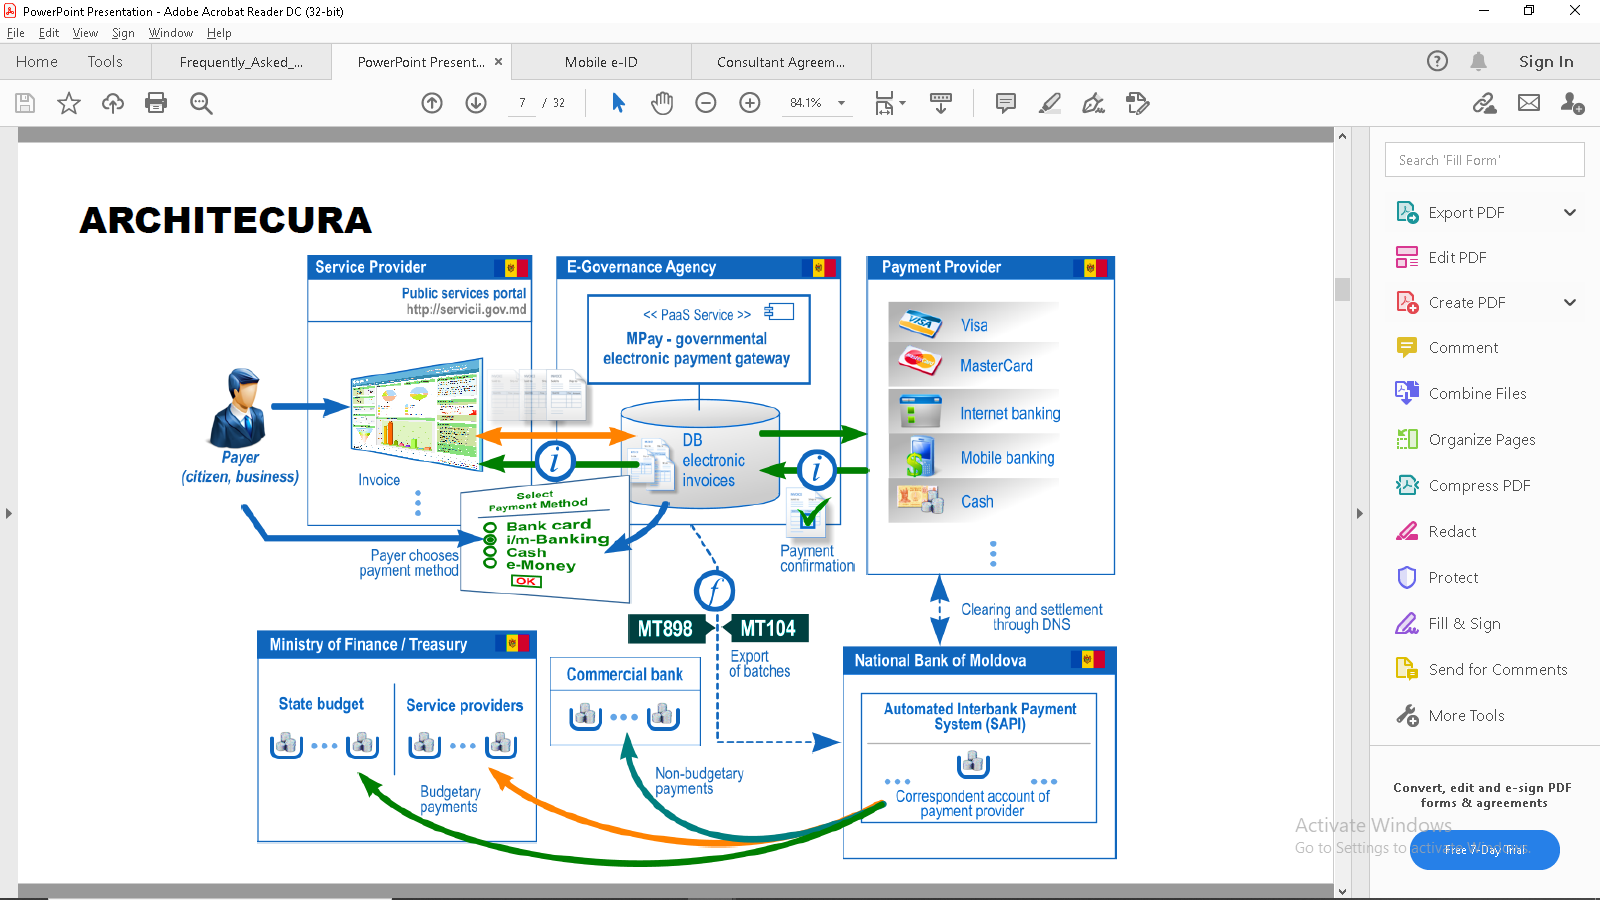 PowerPoint Presentation - Adobe Acrobat Reader DC (32-bit)
File Edit View Sign Window Help
Home Tools Frequently_Asked_... PowerPoint Present... × Mobile e-ID Consultant Agreem... Sign In
7 / 32 84.1%
Search 'Fill Form'
Export PDF
Edit PDF
Create PDF
Comment
Combine Files
Organize Pages
Compress PDF
Redact
Protect
Fill & Sign
Send for Comments
More Tools
Convert, edit and e-sign PDF
forms & agreements
Free 7-Day Trial
Activate Windows
Go to Settings to activate Windows.
ARCHITECURA
Service Provider
Public services portal
http://servicii.gov.md
Payer
(citizen, business)
Invoice
Payer chooses
payment method
Select
Payment Method
Bank card
i/m-Banking
Cash
e-Money
OK
E-Governance Agency
<< PaaS Service >>
MPay - governmental
electronic payment gateway
DB
electronic
invoices
i
i
Payment
confirmation
Payment Provider
VISA
Visa
MasterCard
Internet banking
Mobile banking
Cash
f
MT898
MT104
Export
of batches
Clearing and settlement
through DNS
Ministry of Finance / Treasury
State budget
Service providers
Budgetary
payments
Commercial bank
Non-budgetary
payments
National Bank of Moldova
Automated Interbank Payment
System (SAPI)
Correspondent account of
payment provider